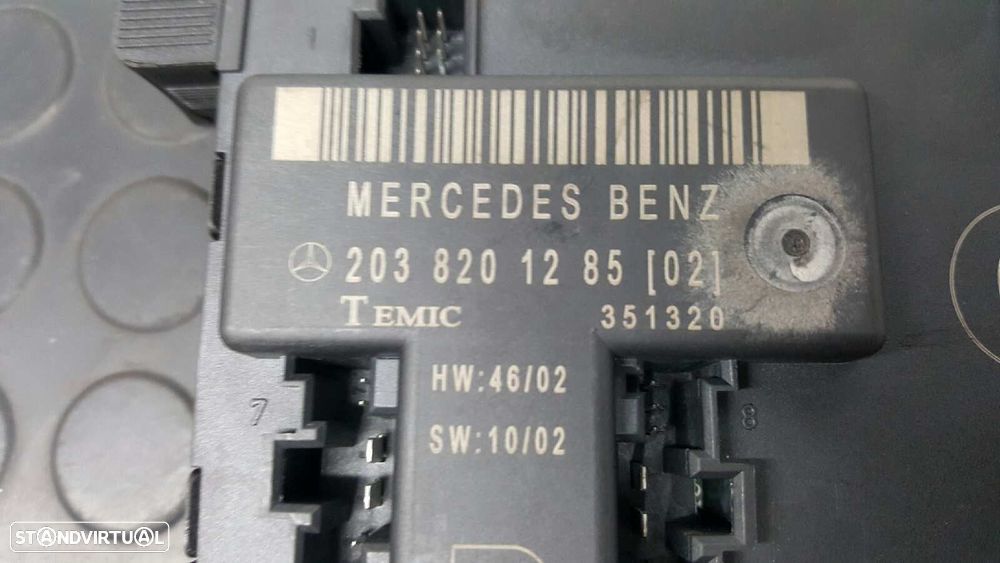 MERCEDES BENZ
203 820 12 85 [02]
TEMIC 351320
HW:46/02
SW:10/02
7
8
STANDVIRTUAL